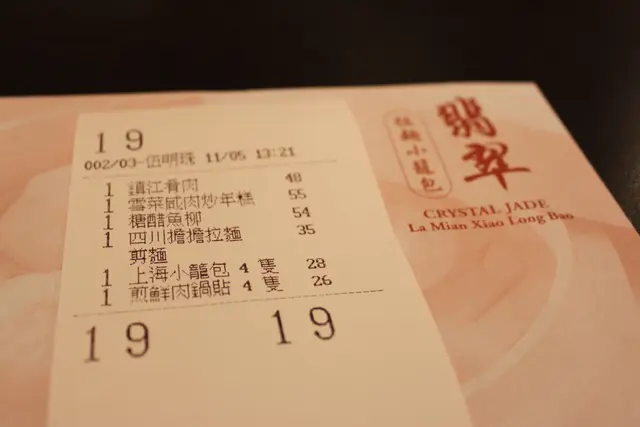 19
002/03-伍明珠 11/05 13:21
1 鎮江肴肉 48
1 雪菜咸肉炒年糕 55
1 糖醋魚柳 54
1 四川擔擔拉麵 35
剪麵
1 上海小籠包 4 隻 28
1 煎鮮肉鍋貼 4 隻 26
19 19
翡翠
拉麵小籠包
CRYSTAL JADE
La Mian Xiao Long Bao